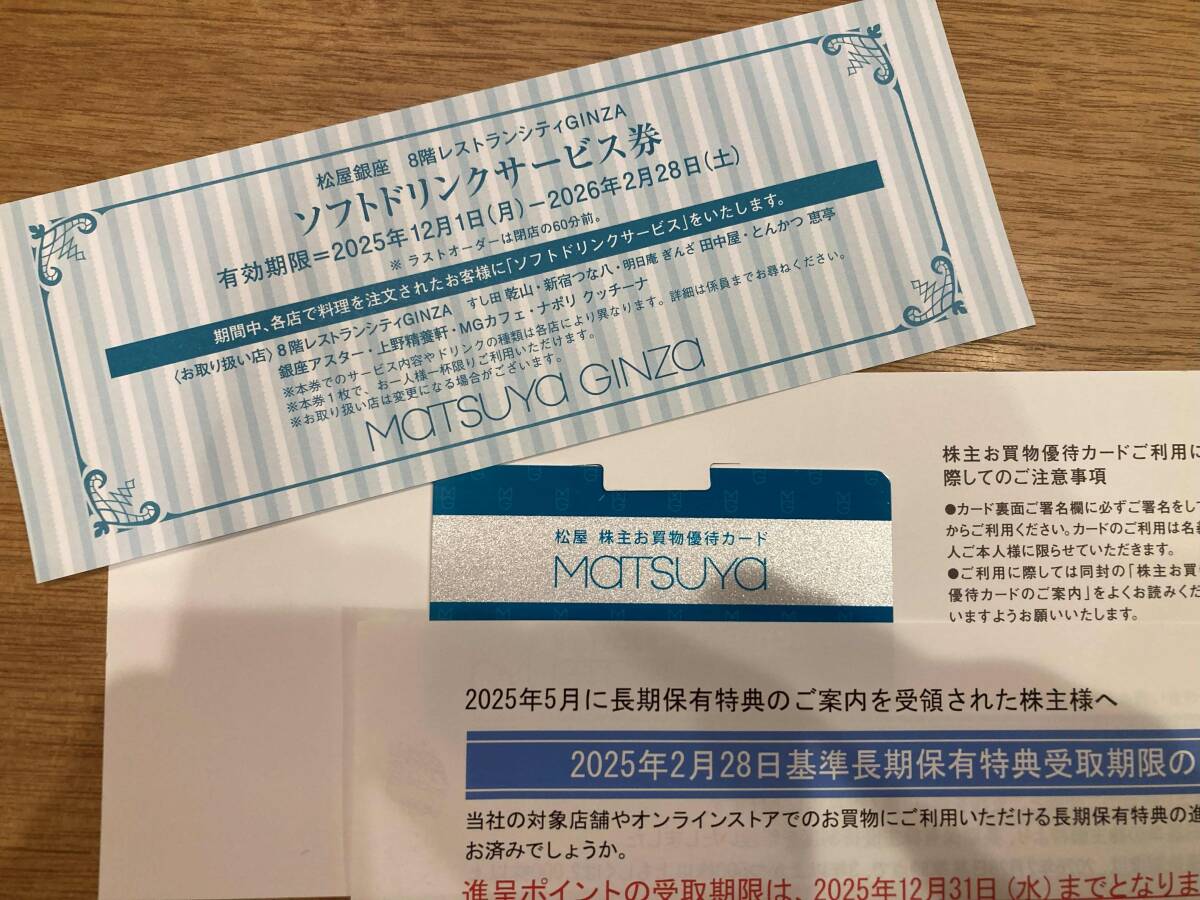 松屋銀座 8階レストランシティGINZA
ソフトドリンクサービス券
有効期限=2025年12月1日(月)-2026年2月28日(土)
※ ラストオーダーは閉店の60分前。
期間中、各店で料理を注文されたお客様に「ソフトドリンクサービス」をいたします。
〈お取り扱い店〉8階レストランシティGINZA すし田 乾山・新宿つな八・明日庵 ぎんざ 田中屋・とんかつ 恵亭
銀座アスター・上野精養軒・MGカフェ・ナポリ クッチーナ
※本券でのサービス内容やドリンクの種類は各店により異なります。詳細は係員までお尋ねください。
※本券1枚で、お一人様一杯限りご利用いただけます。
※お取り扱い店は変更になる場合がございます。
MATSUYA GINZA
松屋 株主お買物優待カード
MATSUYA
株主お買物優待カードご利用に
際してのご注意事項
●カード裏面ご署名欄に必ずご署名をして
からご利用ください。カードのご利用は名義
人ご本人様に限らせていただきます。
●ご利用に際しては同封の「株主お買物
優待カードのご案内」をよくお読みくだ
いますようお願いいたします。
2025年5月に長期保有特典のご案内を受領された株主様へ
2025年2月28日基準長期保有特典受取期限の
当社の対象店舗やオンラインストアでのお買物にご利用いただける長期保有特典の進
お済みでしょうか。
進呈ポイントの受取期限は、2025年12月31日(水)までとなりま